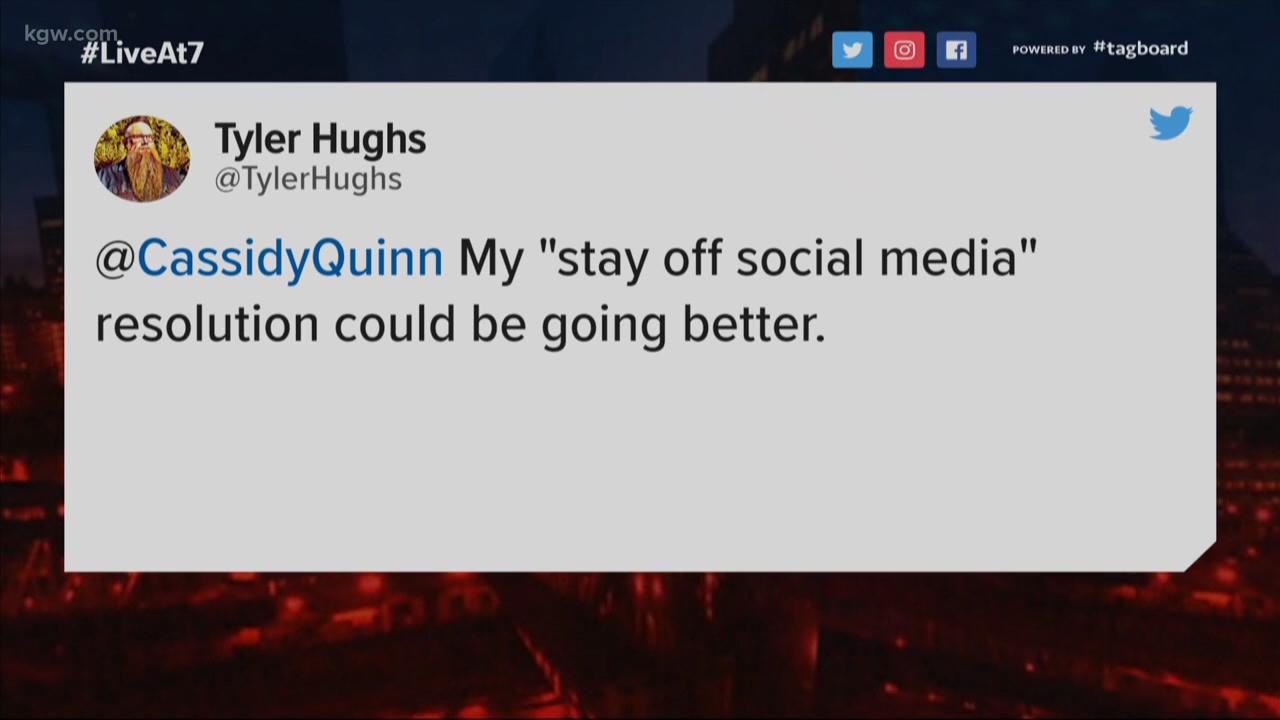 kgw.com
#LiveAt7
POWERED BY #tagboard
Tyler Hughs
@TylerHughs
@CassidyQuinn My "stay off social media"
resolution could be going better.